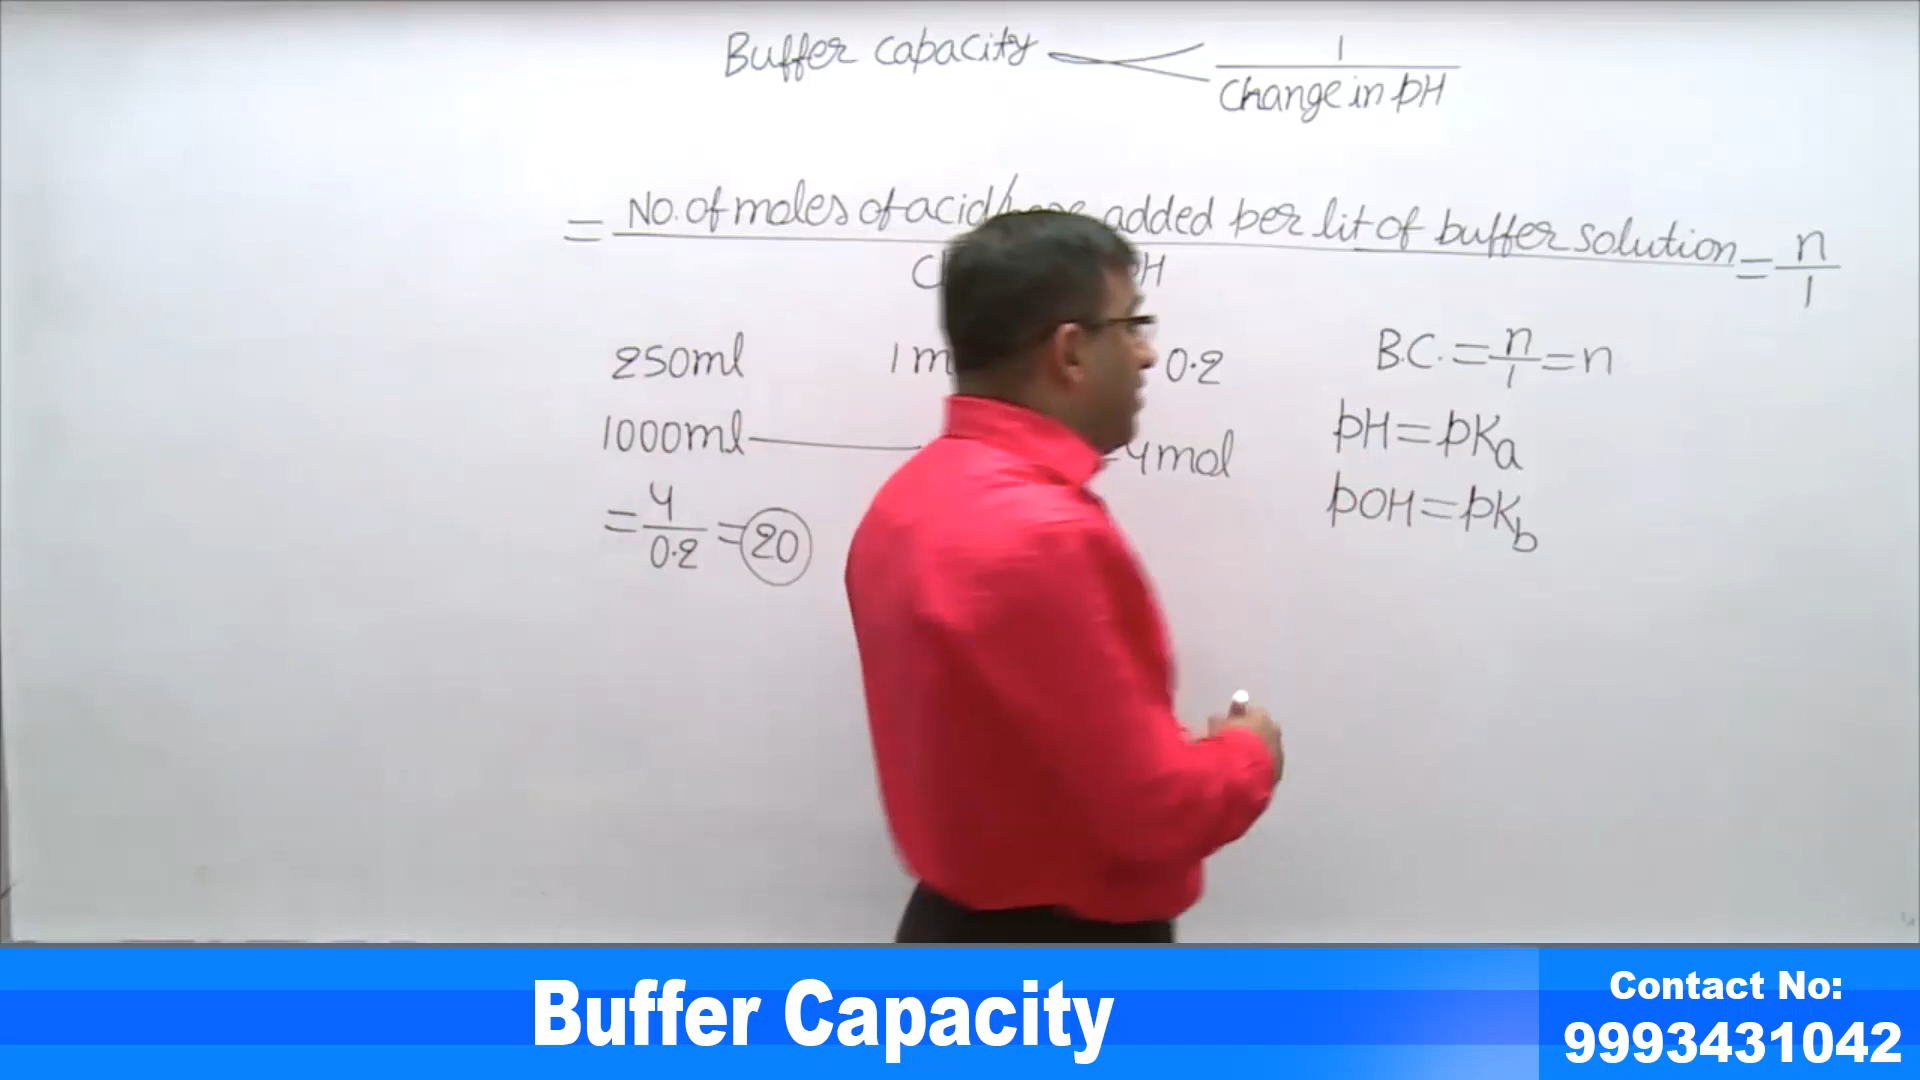 Buffer capacity ∝ 1
Change in pH
= No. of moles of acid/ added per lit of buffer solution = n
1
250ml 1 0.2
1000ml 4mol
= 4 = 20
0.2
B.C. = n = n
1
pH = pKa
pOH = pKb
Buffer Capacity
Contact No:
9993431042